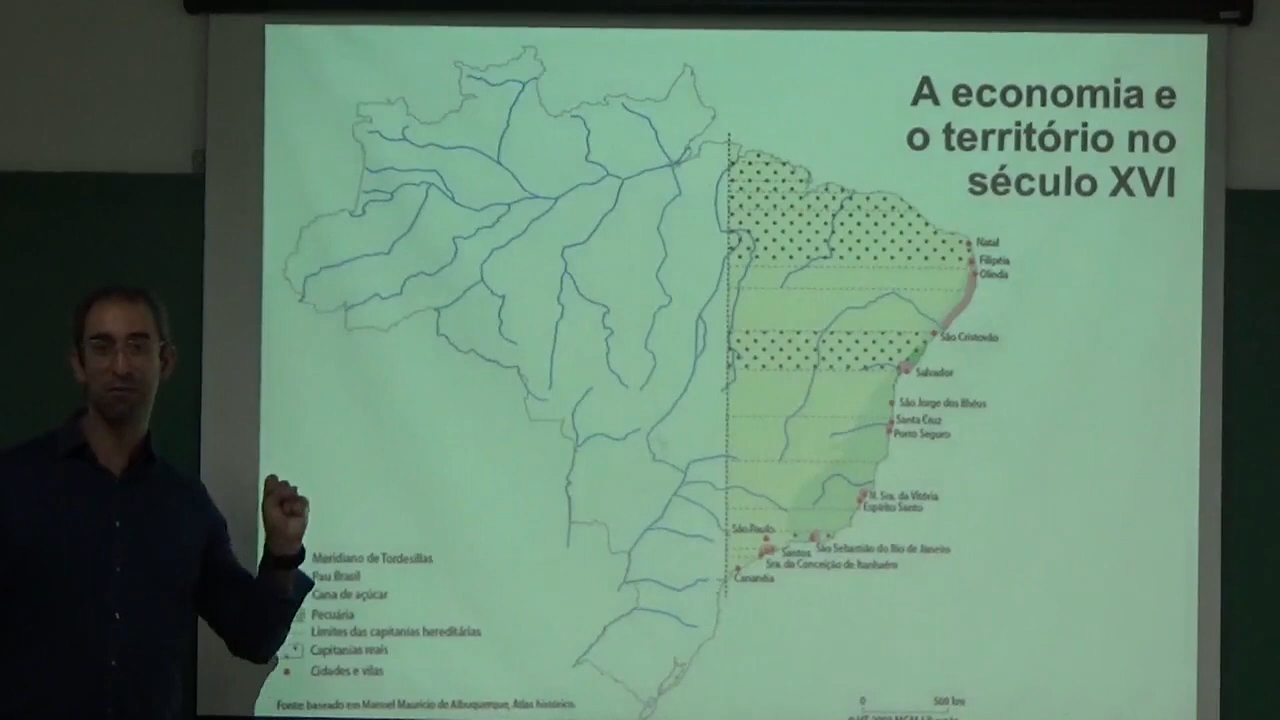 A economia e
o território no
século XVI
Natal
Filipéia
Olinda
São Cristovão
Salvador
São Jorge dos Ilhéus
Santa Cruz
Porto Seguro
N. Sra. da Vitória
Espírito Santo
São Paulo
Santos
São Sebastião do Rio de Janeiro
Sra. da Conceição de Itanhaém
Cananéia
Meridiano de Tordesilhas
Pau Brasil
Cana de açúcar
Pecuária
Limites das capitanias hereditárias
Capitanias reais
Cidades e vilas
Fonte: baseado em Manoel Maurício de Albuquerque, Atlas histórico.
0 500 km